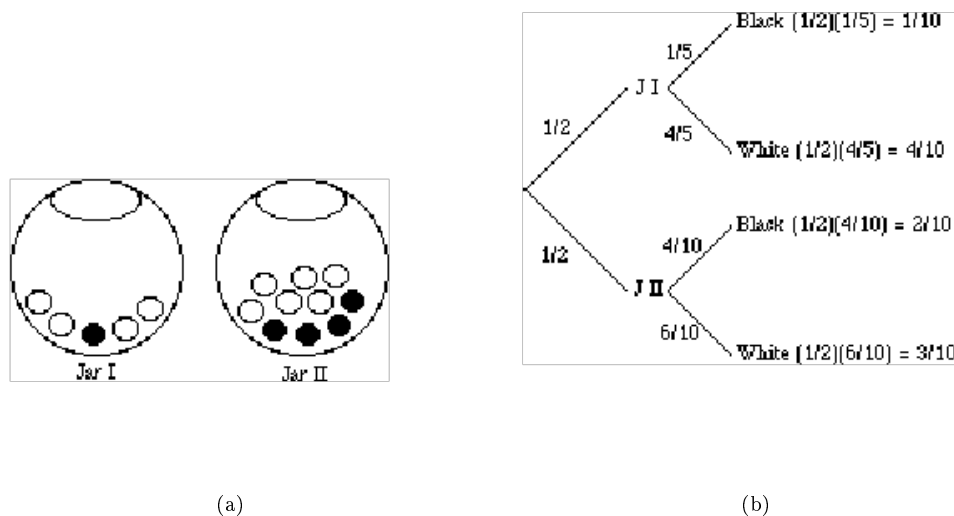 Jar I
Jar II
(a)
1/2
1/2
J I
J II
1/5
4/5
4/10
6/10
Black (1/2)(1/5) = 1/10
White (1/2)(4/5) = 4/10
Black (1/2)(4/10) = 2/10
White (1/2)(6/10) = 3/10
(b)